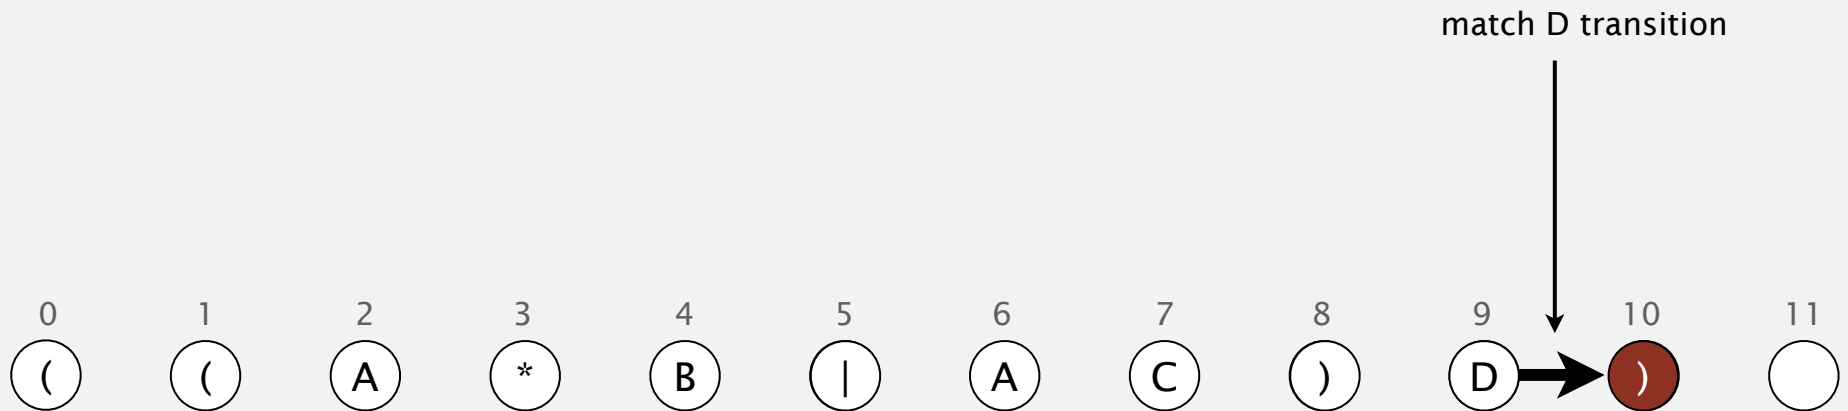 match D transition
0 1 2 3 4 5 6 7 8 9 10 11
( ( A * B | A C ) D )